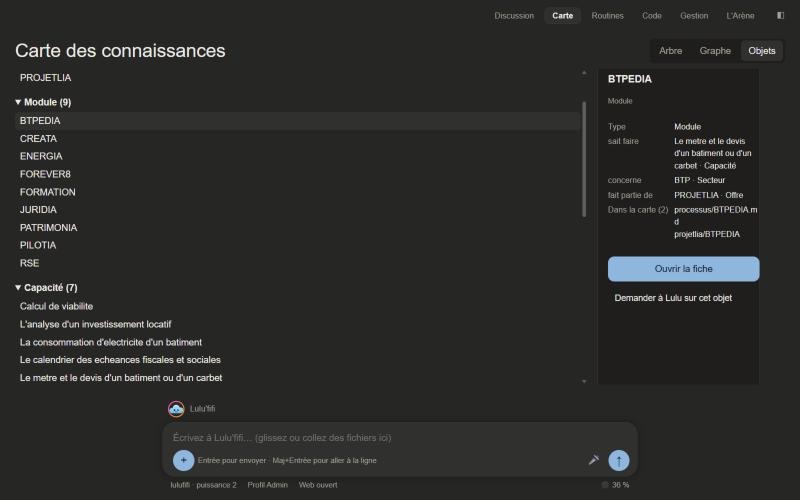 Discussion Carte Routines Code Gestion L'Arène
Carte des connaissances
Arbre Graphe Objets
PROJETLIA
▼ Module (9)
BTPEDIA
CREATA
ENERGIA
FOREVER8
FORMATION
JURIDIA
PATRIMONIA
PILOTIA
RSE
▼ Capacité (7)
Calcul de viabilite
L'analyse d'un investissement locatif
La consommation d'electricite d'un batiment
Le calendrier des echeances fiscales et sociales
Le metre et le devis d'un batiment ou d'un carbet
BTPEDIA
Module
Type Module
sait faire Le metre et le devis
d'un batiment ou d'un
carbet · Capacité
concerne BTP · Secteur
fait partie de PROJETLIA · Offre
Dans la carte (2) processus/BTPEDIA.m
d
projetlia/BTPEDIA
Ouvrir la fiche
Demander à Lulu sur cet objet
Lulu'fifi
Écrivez à Lulu'fifi… (glissez ou collez des fichiers ici)
+ Entrée pour envoyer · Maj+Entrée pour aller à la ligne ↑
lulufifi · puissance 2 Profil Admin Web ouvert 36 %